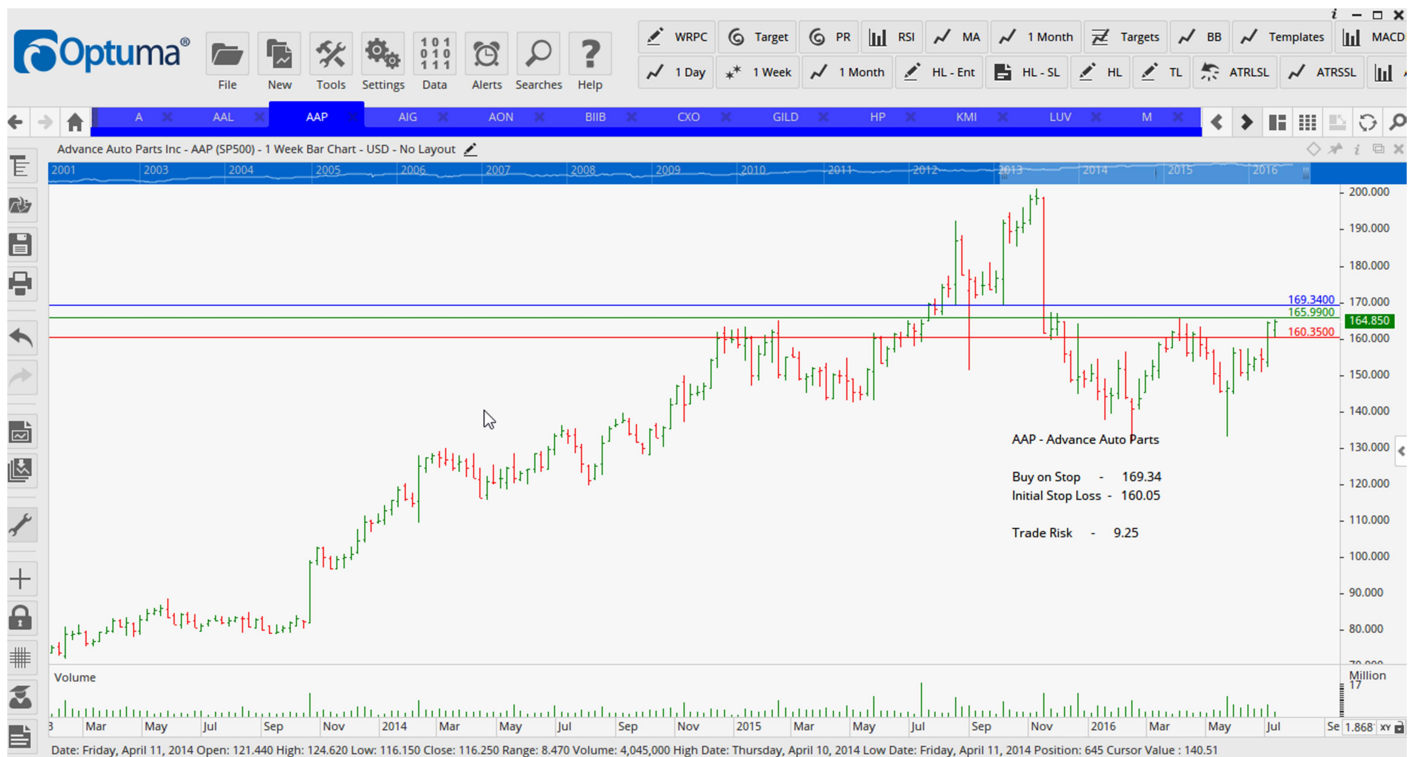 i
Optuma®
File New Tools Settings Data Alerts Searches Help
101
010
111
WRPC Target PR RSI MA 1 Month Targets BB Templates MACD
1 Day 1 Week 1 Month HL - Ent HL - SL HL TL ATRLSL ATRSSL
A AAL AAP AIG AON BIIB CXO GILD HP KMI LUV M
Advance Auto Parts Inc - AAP (SP500) - 1 Week Bar Chart - USD - No Layout
2001 2003 2004 2005 2006 2007 2008 2009 2010 2011 2012 2013 2014 2015 2016
200.000
190.000
180.000
169.3400 170.000
165.9900
164.850
160.3500
160.000
150.000
140.000
130.000
120.000
110.000
100.000
90.000
80.000
70.000
AAP - Advance Auto Parts
Buy on Stop - 169.34
Initial Stop Loss - 160.05
Trade Risk - 9.25
Volume
Million
17
3 Mar May Jul Sep Nov 2014 Mar May Jul Sep Nov 2015 Mar May Jul Sep Nov 2016 Mar May Jul Se 1.868 XY
Date: Friday, April 11, 2014 Open: 121.440 High: 124.620 Low: 116.150 Close: 116.250 Range: 8.470 Volume: 4,045,000 High Date: Thursday, April 10, 2014 Low Date: Friday, April 11, 2014 Position: 645 Cursor Value : 140.51